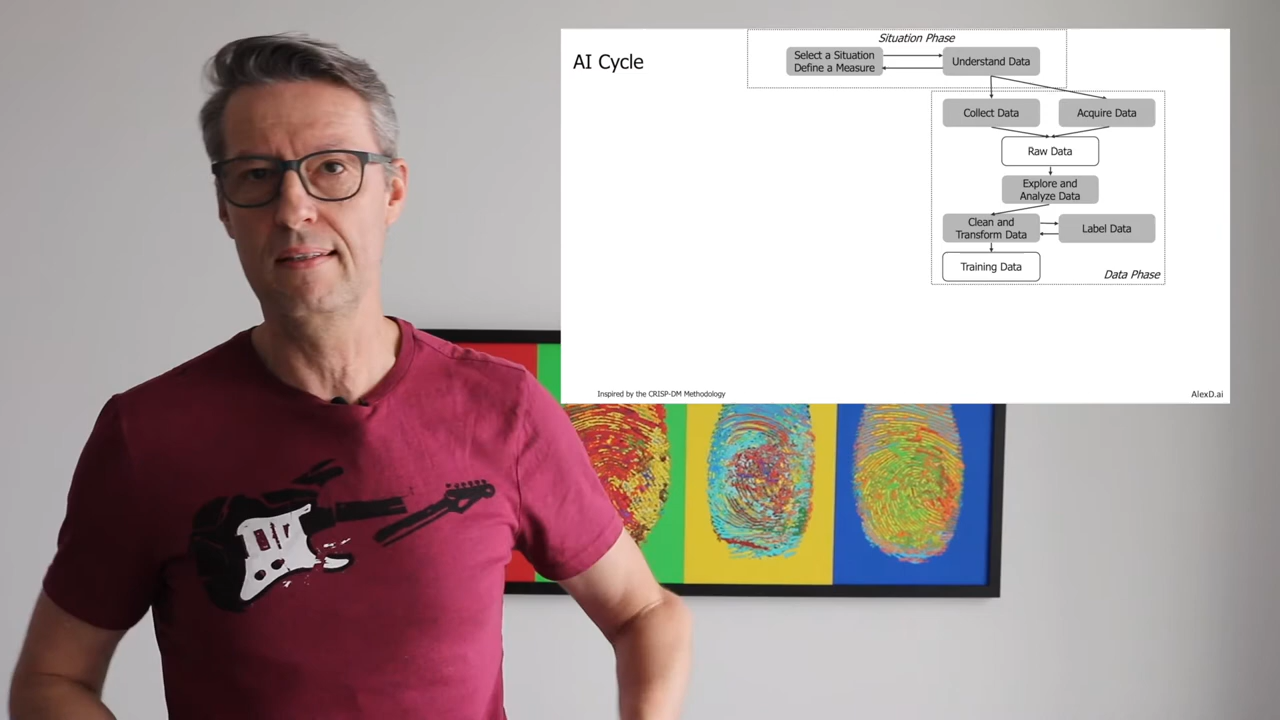 AI Cycle
Situation Phase
Select a Situation
Define a Measure
Understand Data
Collect Data
Acquire Data
Raw Data
Explore and
Analyze Data
Clean and
Transform Data
Label Data
Training Data
Data Phase
Inspired by the CRISP-DM Methodology
AlexD.ai